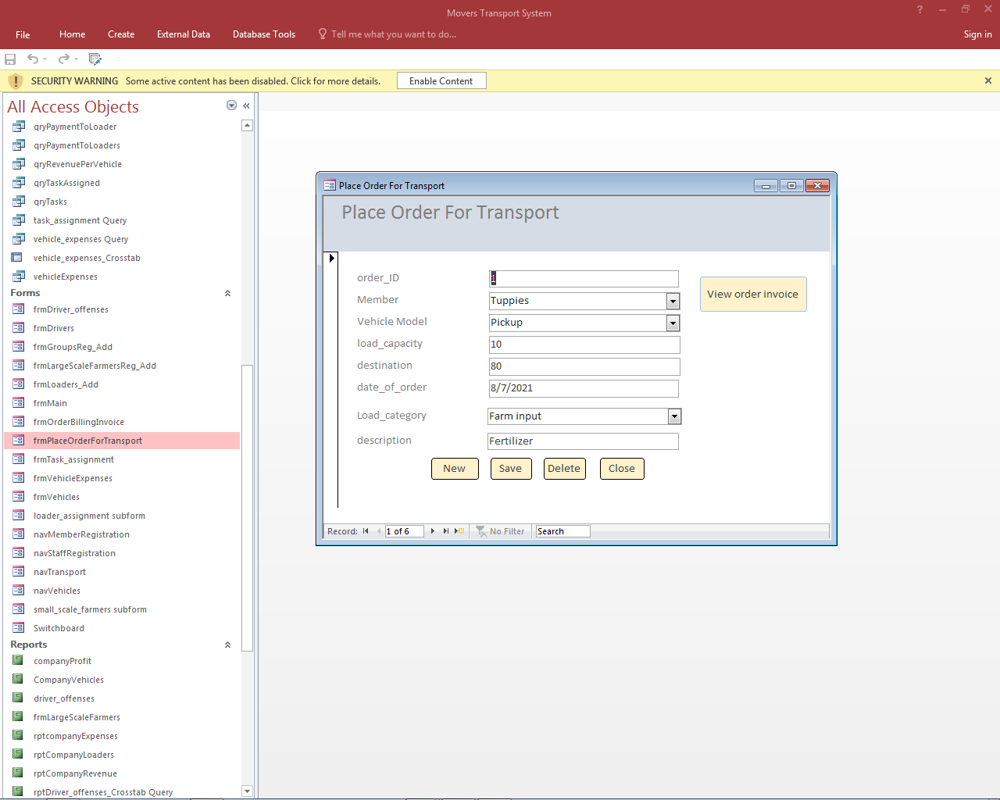 Movers Transport System
File Home Create External Data Database Tools Tell me what you want to do... Sign in
SECURITY WARNING Some active content has been disabled. Click for more details. Enable Content
All Access Objects
qryPaymentToLoader
qryPaymentToLoaders
qryRevenuePerVehicle
qryTaskAssigned
qryTasks
task_assignment Query
vehicle_expenses Query
vehicle_expenses_Crosstab
vehicleExpenses
Forms
frmDriver_offenses
frmDrivers
frmGroupsReg_Add
frmLargeScaleFarmersReg_Add
frmLoaders_Add
frmMain
frmOrderBillingInvoice
frmPlaceOrderForTransport
frmTask_assignment
frmVehicleExpenses
frmVehicles
loader_assignment subform
navMemberRegistration
navStaffRegistration
navTransport
navVehicles
small_scale_farmers subform
Switchboard
Reports
companyProfit
CompanyVehicles
driver_offenses
frmLargeScaleFarmers
rptcompanyExpenses
rptCompanyLoaders
rptCompanyRevenue
rptDriver_offenses_Crosstab Query
Place Order For Transport
Place Order For Transport
order_ID 1
View order invoice
Member Tuppies
Vehicle Model Pickup
load_capacity 10
destination 80
date_of_order 8/7/2021
Load_category Farm input
description Fertilizer
New Save Delete Close
Record: 1 of 6 No Filter Search